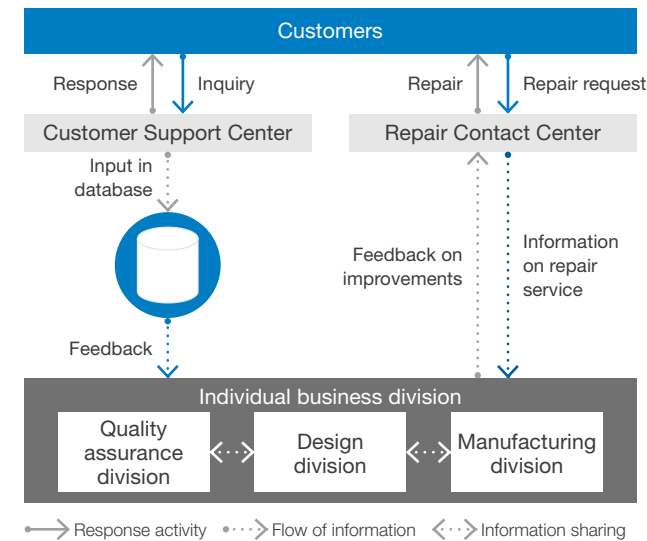 Customers
Response
Inquiry
Repair
Repair request
Customer Support Center
Repair Contact Center
Input in
database
Feedback on
improvements
Information
on repair
service
Feedback
Individual business division
Quality
assurance
division
Design
division
Manufacturing
division
Response activity
Flow of information
Information sharing